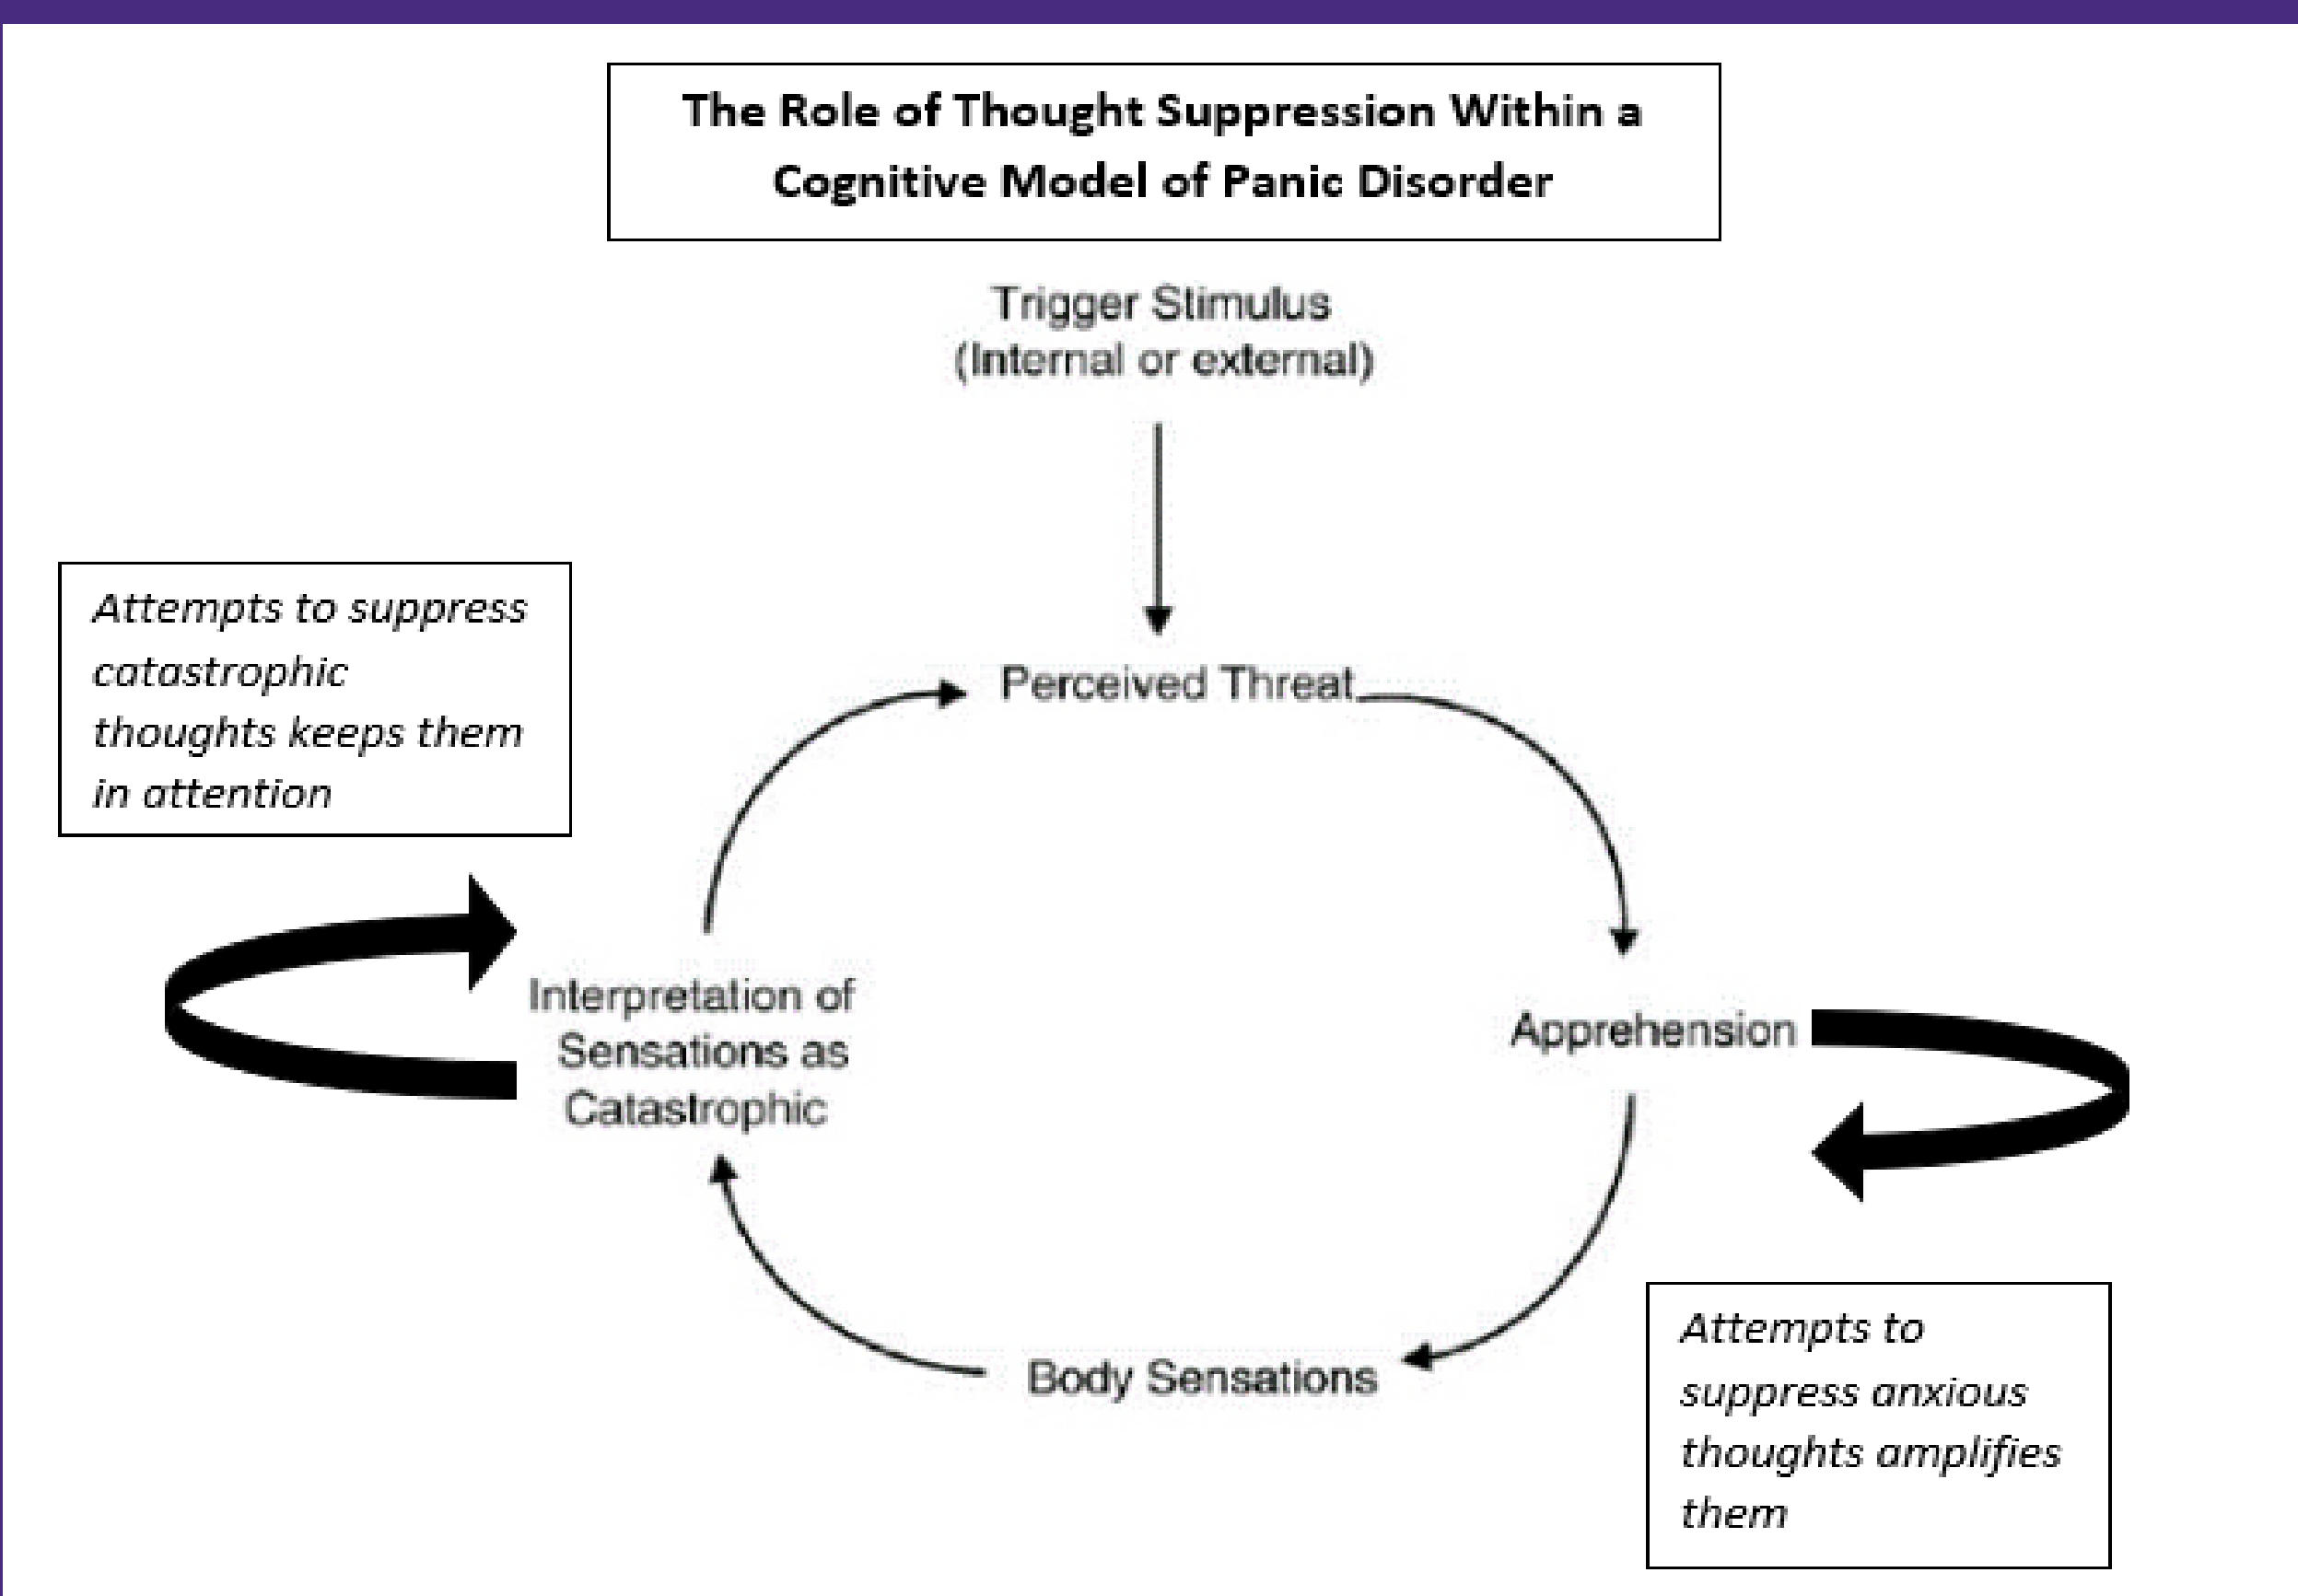 The Role of Thought Suppression Within a
Cognitive Model of Panic Disorder
Trigger Stimulus
(Internal or external)
Attempts to suppress
catastrophic
thoughts keeps them
in attention
Perceived Threat
Interpretation of
Sensations as
Catastrophic
Apprehension
Body Sensations
Attempts to
suppress anxious
thoughts amplifies
them